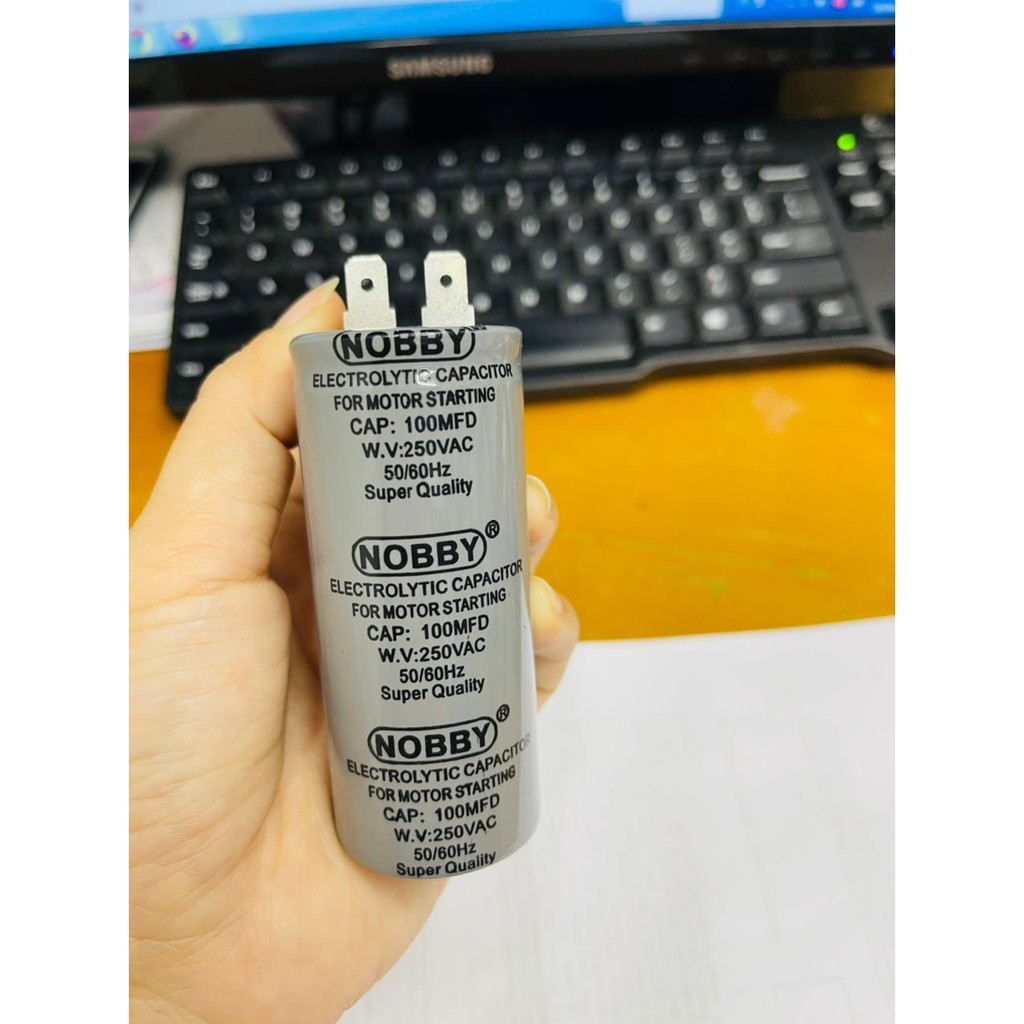 SAMSUNG
NOBBY
ELECTROLYTIC CAPACITOR
FOR MOTOR STARTING
CAP: 100MFD
W.V:250VAC
50/60Hz
Super Quality
NOBBY®
ELECTROLYTIC CAPACITOR
FOR MOTOR STARTING
CAP: 100MFD
W.V:250VAC
50/60Hz
Super Quality
NOBBY®
ELECTROLYTIC CAPACITOR
FOR MOTOR STARTING
CAP: 100MFD
W.V:250VAC
50/60Hz
Super Quality